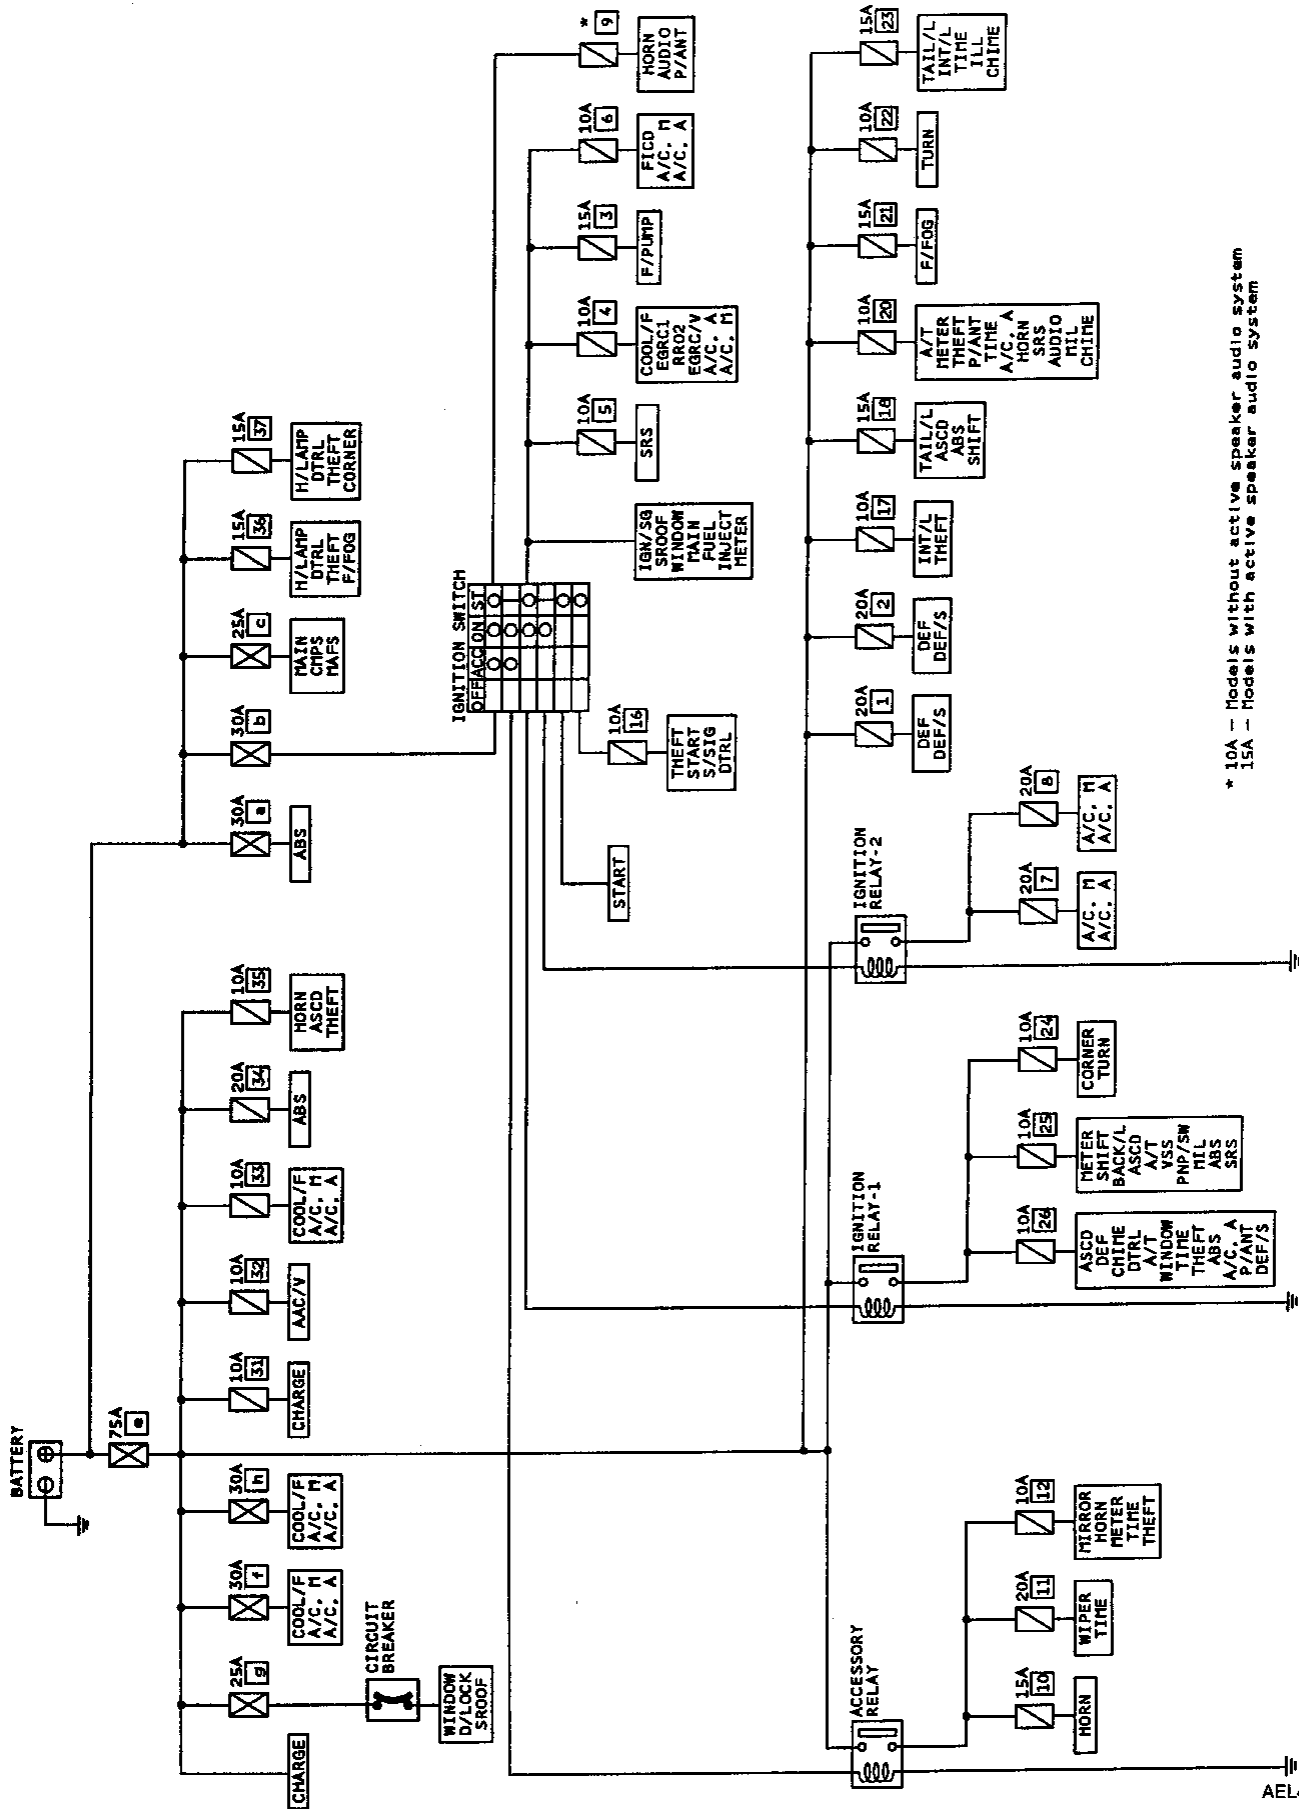 BATTERY
75A
e
CHARGE
25A
g
CIRCUIT
BREAKER
WINDOW
D/LOCK
SROOF
30A
f
COOL/F
A/C, M
A/C, A
30A
h
COOL/F
A/C, M
A/C, A
10A
31
CHARGE
10A
32
AAC/V
10A
33
COOL/F
A/C, M
A/C, A
20A
34
ABS
10A
35
HORN
ASCD
THEFT
30A
a
ABS
30A
b
25A
c
MAIN
CMPS
MAFS
15A
36
H/LAMP
DTRL
THEFT
F/FOG
15A
37
H/LAMP
DTRL
THEFT
CORNER
IGNITION SWITCH
OFF ACC ON ST
START
10A
16
THEFT
START
S/SIG
DTRL
IGN/SG
SROOF
WINDOW
MAIN
FUEL
INJECT
METER
10A
5
SRS
10A
4
COOL/F
EGRC1
RRO2
EGRC/V
A/C, A
A/C, M
15A
3
F/PUMP
10A
6
FICD
A/C, M
A/C, A
*
9
HORN
AUDIO
P/ANT
ACCESSORY
RELAY
IGNITION
RELAY-1
IGNITION
RELAY-2
20A
1
DEF
DEF/S
20A
2
DEF
DEF/S
10A
17
INT/L
THEFT
15A
18
TAIL/L
ASCD
ABS
SHIFT
10A
20
A/T
METER
THEFT
P/ANT
TIME
A/C, A
HORN
SRS
AUDIO
MIL
CHIME
15A
21
F/FOG
10A
22
TURN
15A
23
TAIL/L
INT/L
TIME
ILL
CHIME
15A
10
HORN
20A
11
WIPER
TIME
10A
12
MIRROR
HORN
METER
TIME
THEFT
10A
26
ASCD
DEF
CHIME
DTRL
A/T
WINDOW
TIME
THEFT
ABS
A/C, A
P/ANT
DEF/S
10A
25
METER
SHIFT
BACK/L
ASCD
A/T
VSS
PNP/SW
MIL
ABS
SRS
10A
24
CORNER
TURN
20A
7
A/C, M
A/C, A
20A
8
A/C, M
A/C, A
* 10A - Models without active speaker audio system
15A - Models with active speaker audio system